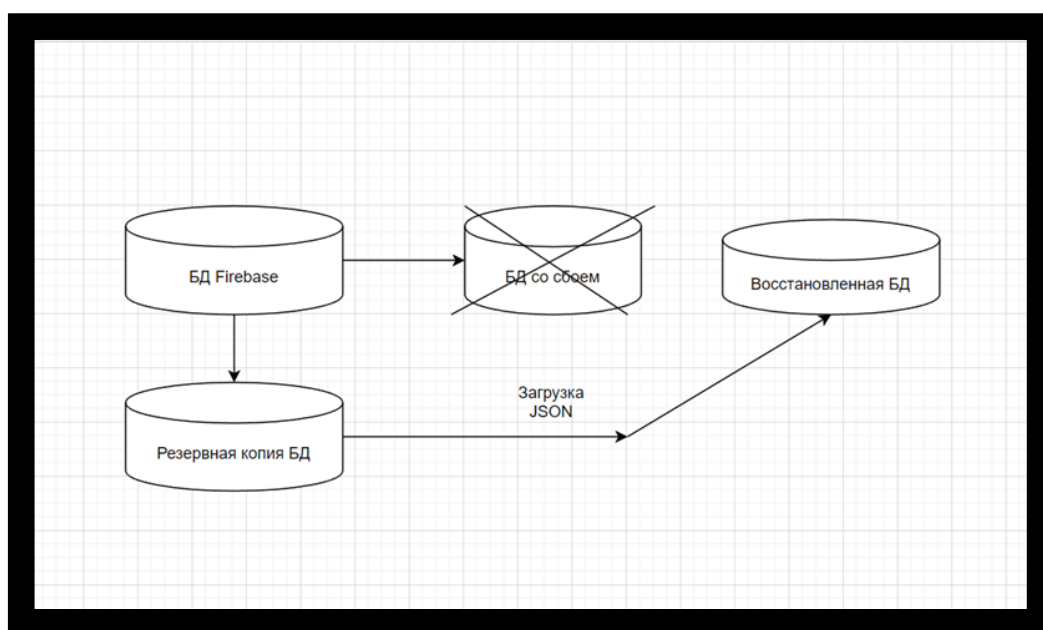 БД Firebase
БД со сбоем
Восстановленная БД
Загрузка
JSON
Резервная копия БД